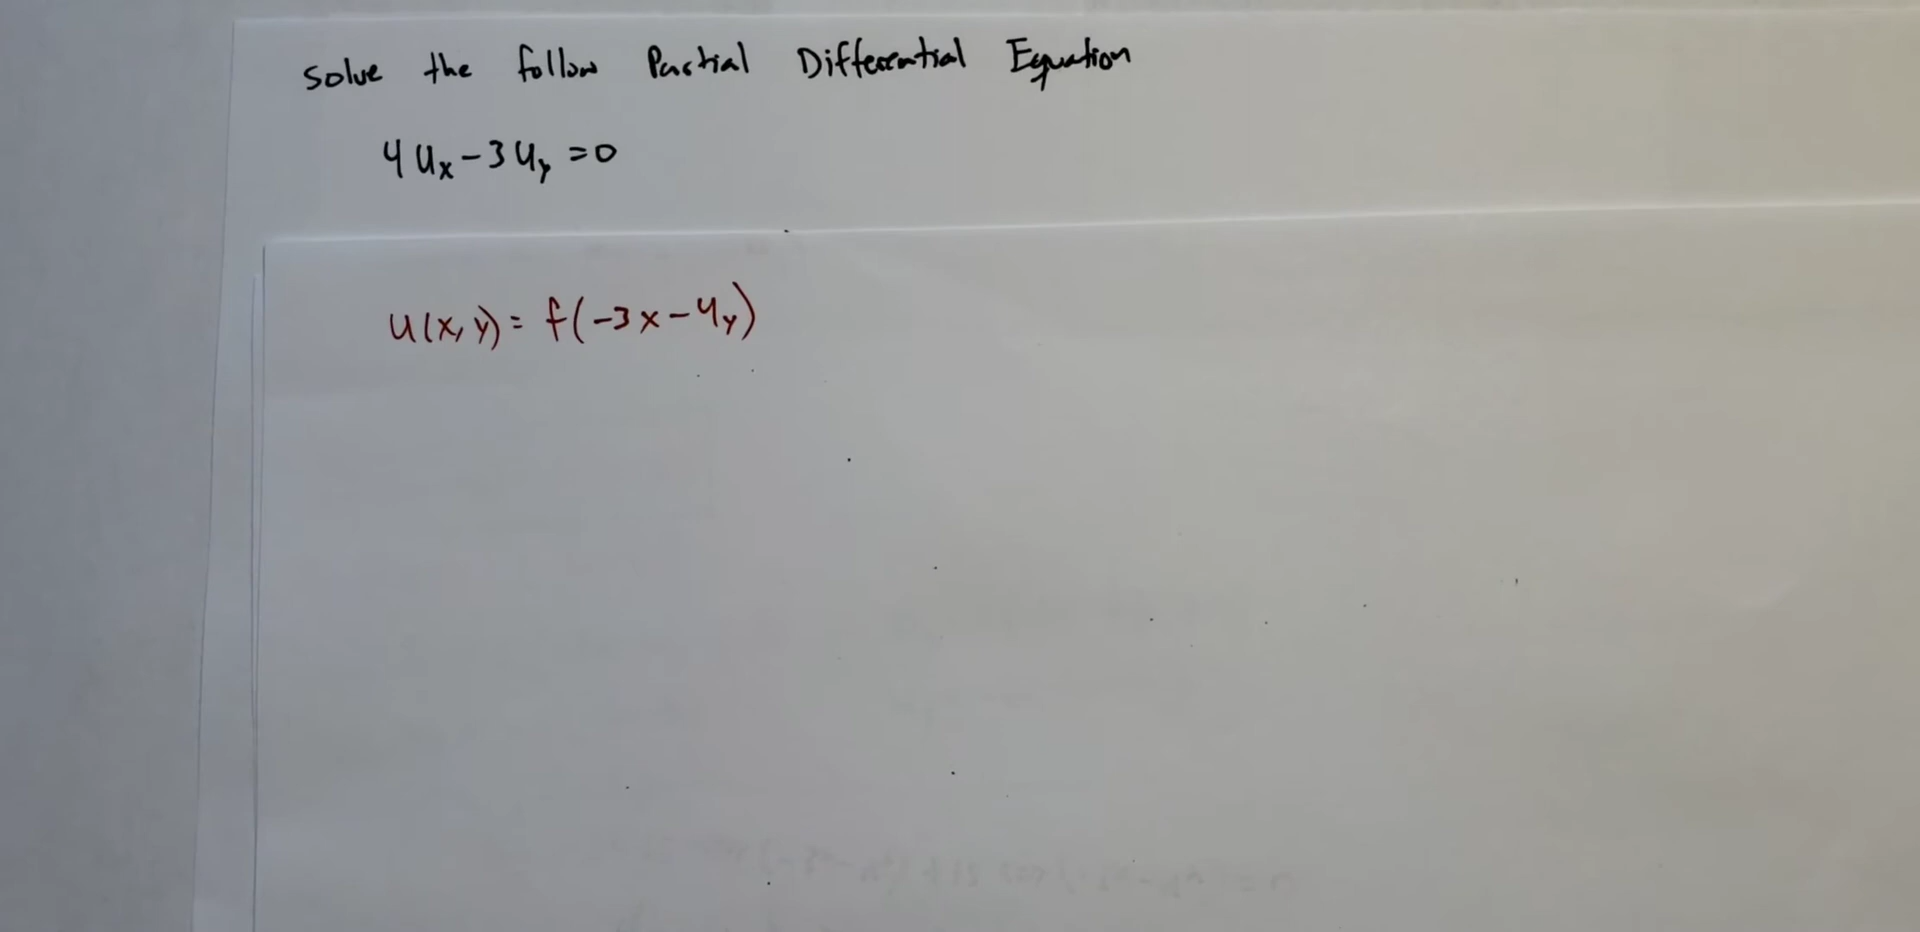 Solve the follow Partial Differential Equation
4Ux-3Uy=0
u(x,y)= f(-3x-4y)